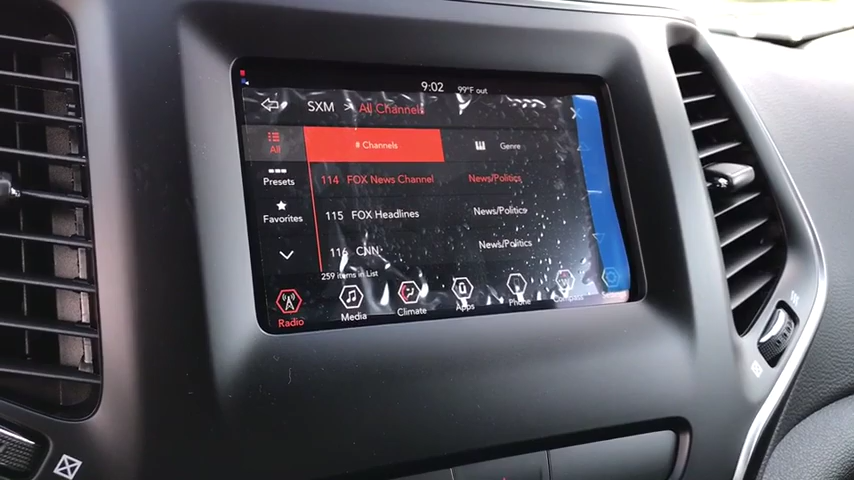 9:02 99°F out
SXM > All Channels
All
# Channels
Genre
Presets
114 FOX News Channel News/Politics
Favorites
115 FOX Headlines News/Politics
116 CNN News/Politics
259 items in List
Radio
Media
Climate
Apps
Phone
Compass